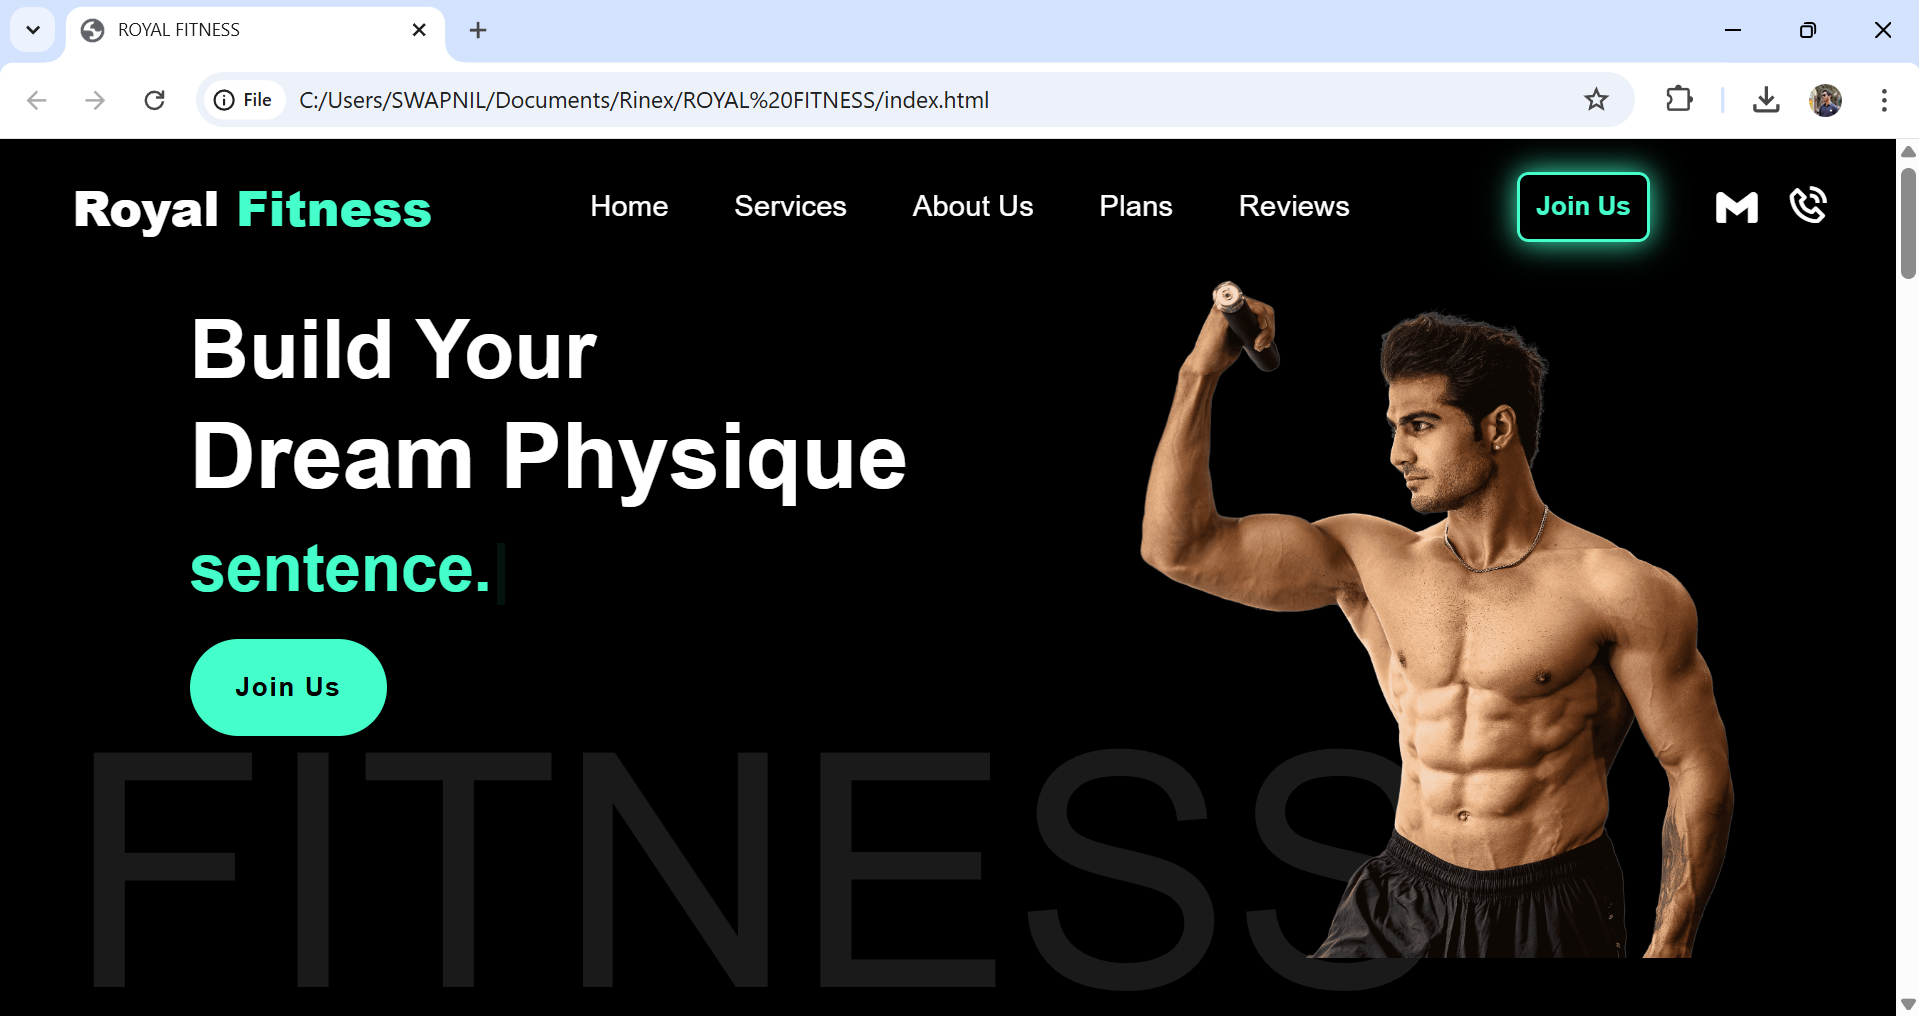 ROYAL FITNESS
File
C:/Users/SWAPNIL/Documents/Rinex/ROYAL%20FITNESS/index.html
Royal Fitness
Home
Services
About Us
Plans
Reviews
Join Us
Build Your
Dream Physique
sentence.
Join Us
FITNESS